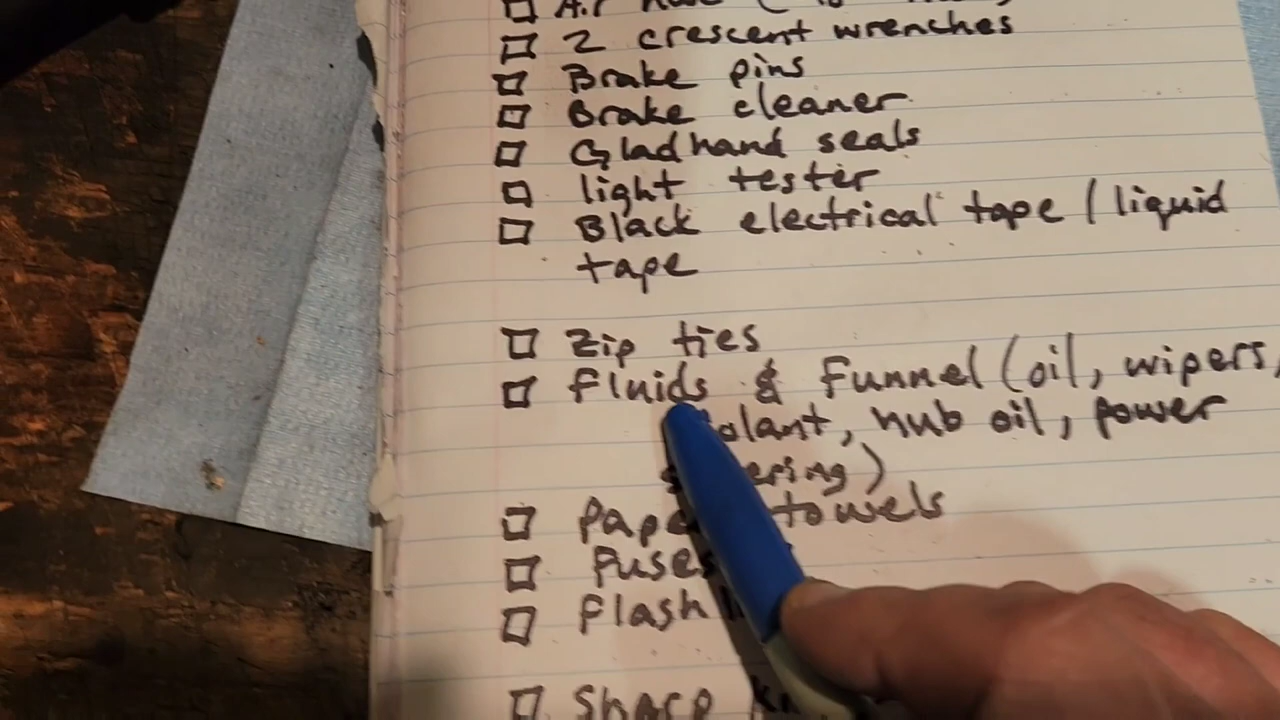 2 crescent wrenches
Brake pins
Brake cleaner
Gladhand seals
light tester
Black electrical tape / liquid
tape
Zip ties
Fluids & Funnel (oil, wipers,
hub oil, power
towels
Fuses
Sharp